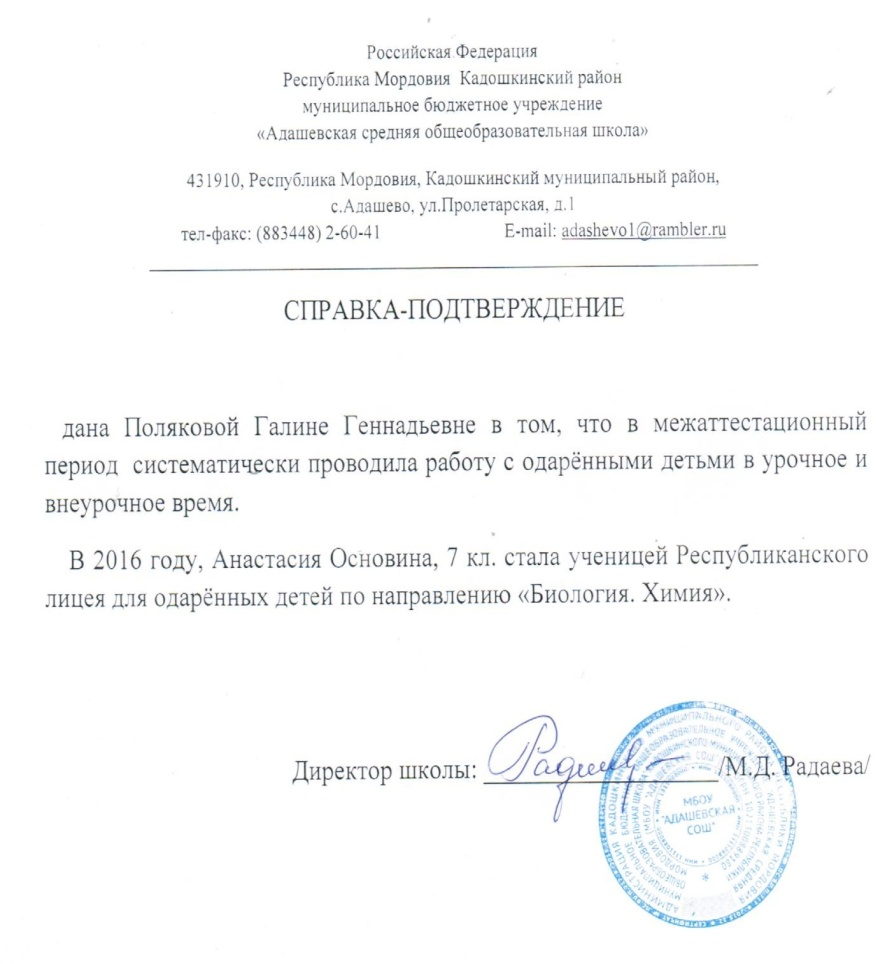 Российская Федерация
Республика Мордовия Кадошкинский район
муниципальное бюджетное учреждение
«Адашевская средняя общеобразовательная школа»
431910, Республика Мордовия, Кадошкинский муниципальный район,
с.Адашево, ул.Пролетарская, д.1
тел-факс: (883448) 2-60-41 E-mail: adashevo1@rambler.ru
СПРАВКА-ПОДТВЕРЖДЕНИЕ
дана Поляковой Галине Геннадьевне в том, что в межаттестационный
период систематически проводила работу с одарёнными детьми в урочное и
внеурочное время.
В 2016 году, Анастасия Основина, 7 кл. стала ученицей Республиканского
лицея для одарённых детей по направлению «Биология. Химия».
Директор школы: /М.Д. Радаева/
МБОУ
"АДАШЕВСКАЯ
СОШ"